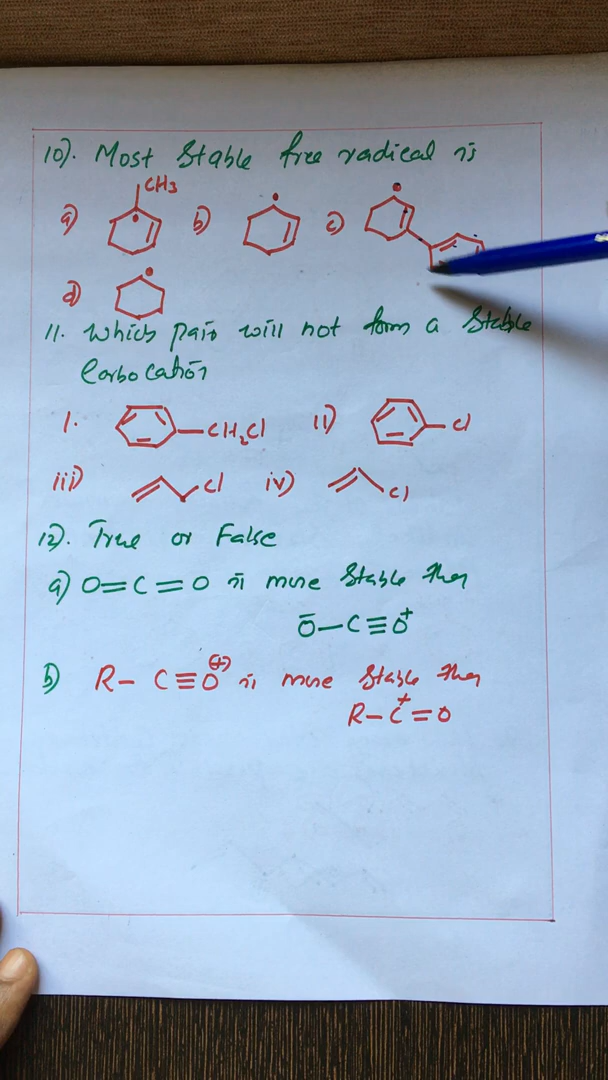 10). Most Stable free radical is
CH3
a) b) c)
d)
11. Which pair will not form a Stable
Carbocation
1. -CH2Cl ii) -Cl
iii) Cl iv) Cl
12). True or False
a) O=C=O is more Stable than
Ō-C≡O+
b) R-C≡O(+) is more Stable than
R-C+=O